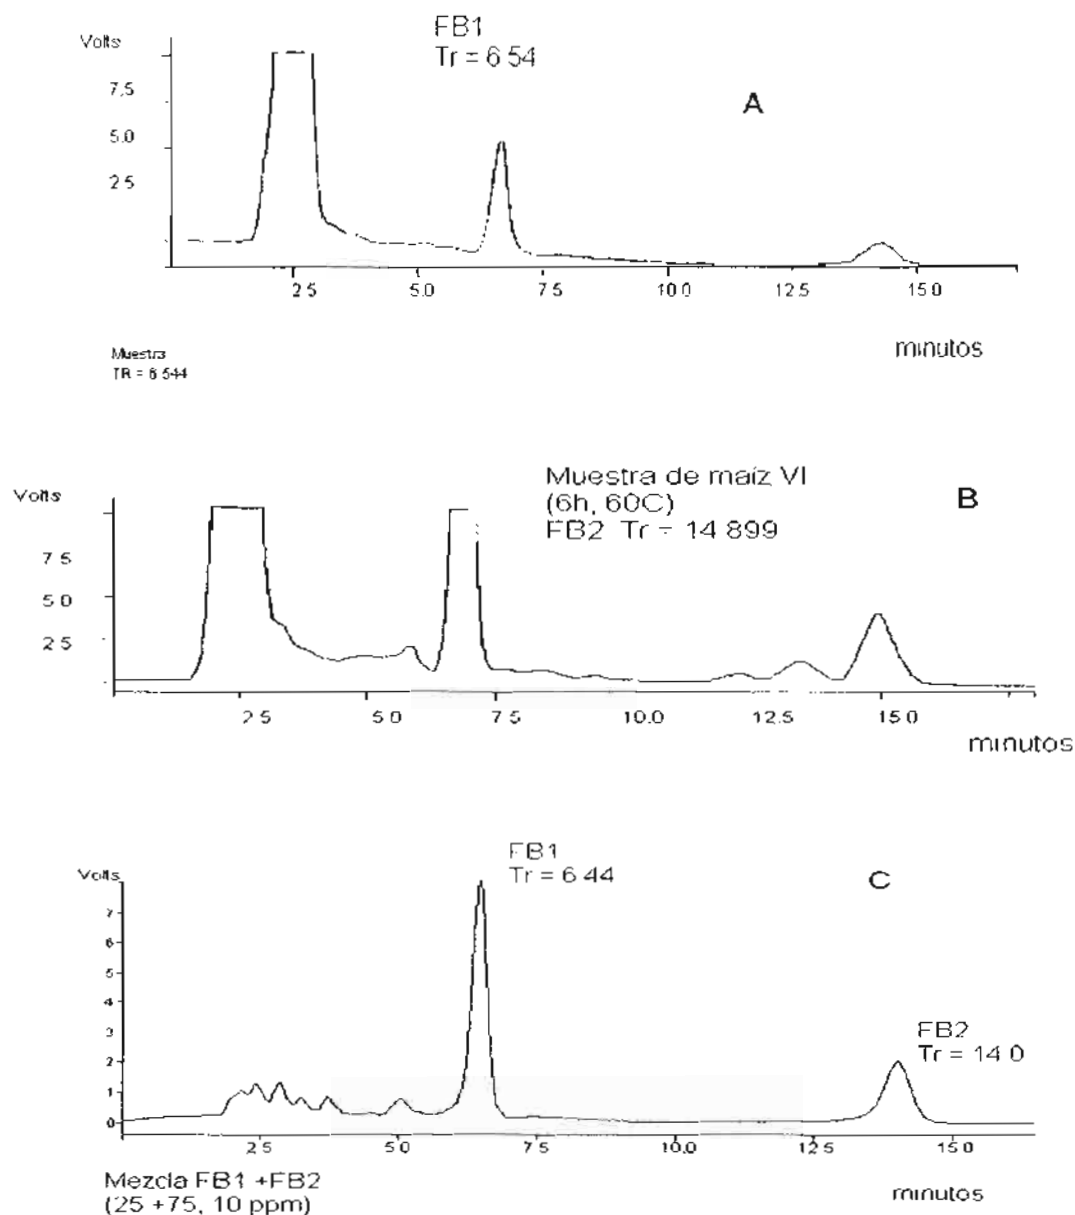 FB1
Tr = 6 54
Volts
A
7,5
5.0
2 5
2 5
5.0
7 5
10.0
12.5
15 0
minutos
Muestra
TR = 6 544
Muestra de maíz VI
(6h, 60C)
FB2 Tr = 14 899
Volts
B
7 5
5.0
2 5
2 5
5.0
7 5
10.0
12.5
15.0
minutos
FB1
Tr = 6 44
Volts
C
7
6
5
4
3
2
1
0
FB2
Tr = 14 0
2.5
5.0
7.5
10.0
12.5
15.0
Mezcla FB1 +FB2
(25 +75, 10 ppm)
minutos